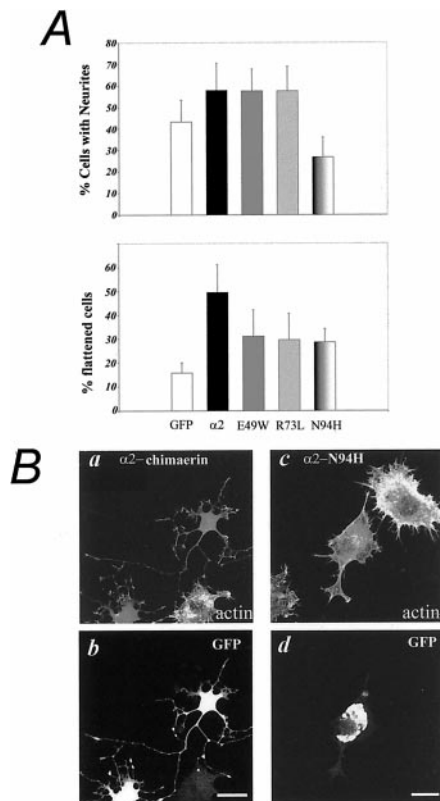 A
% Cells with Neurites
80
70
60
50
40
30
20
10
0
% flattened cells
60
50
40
30
20
10
0
GFP α2 E49W R73L N94H
B
a α2–chimaerin
actin
c α2–N94H
actin
b GFP
d GFP